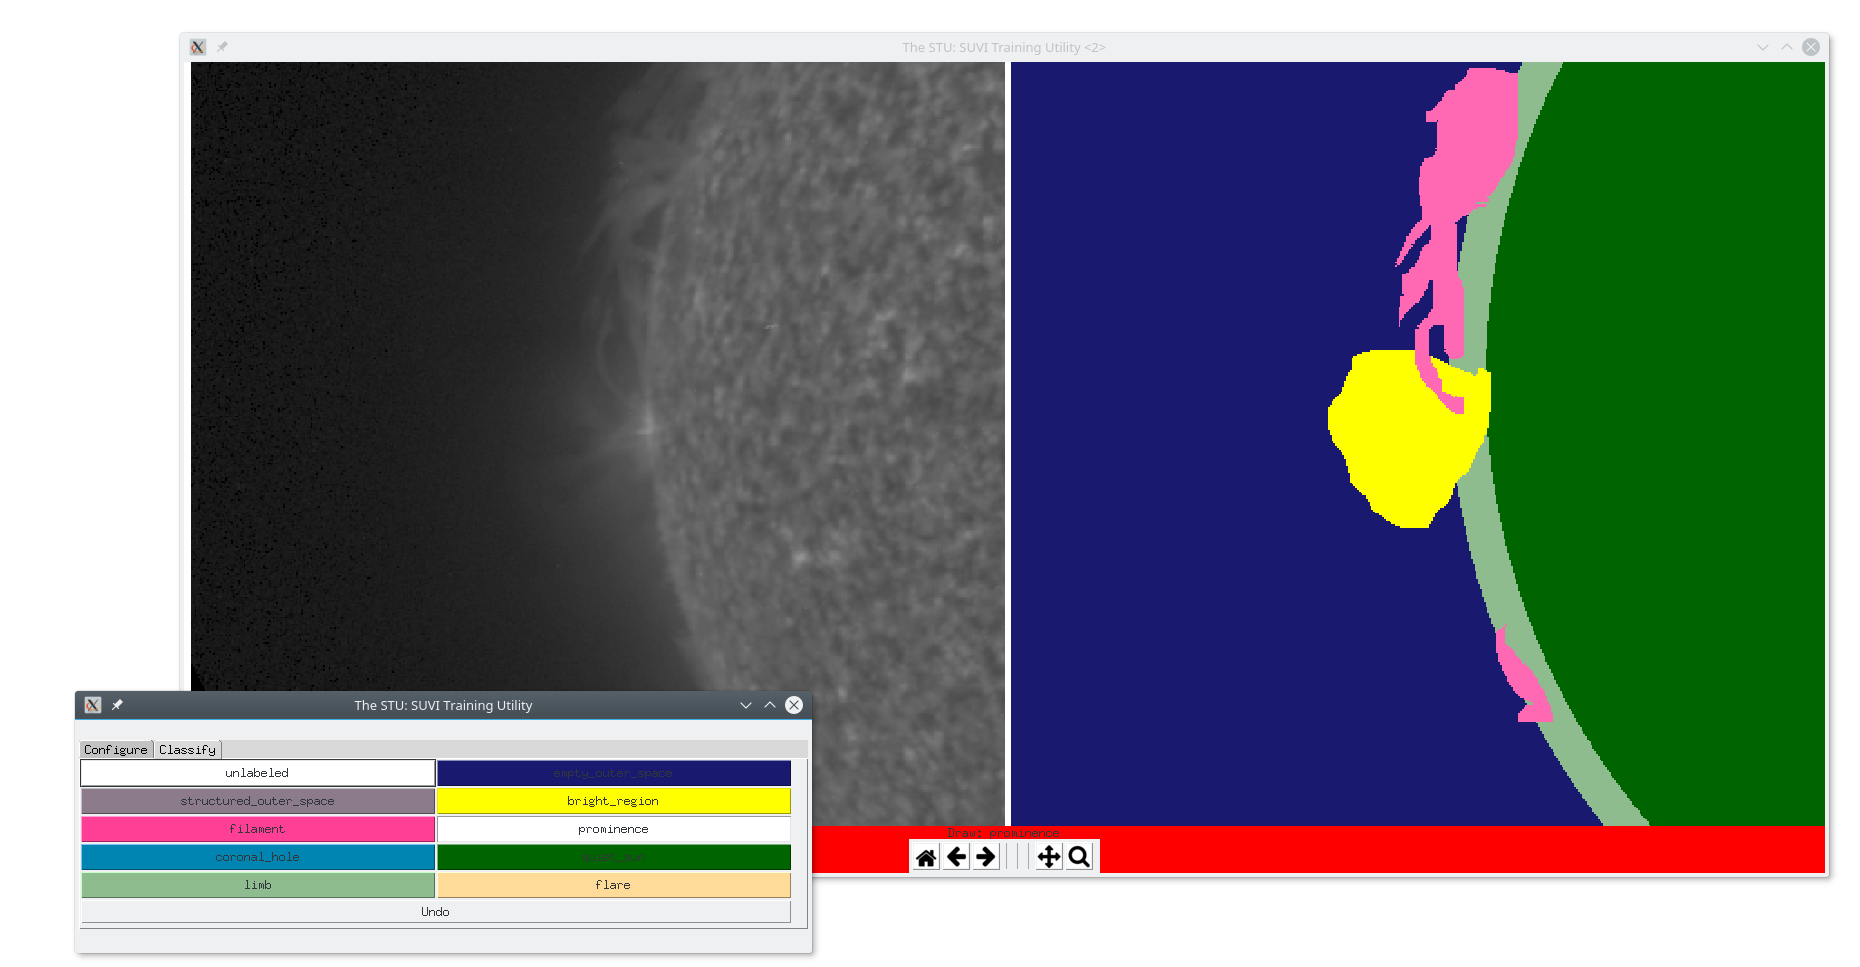 The STU: SUVI Training Utility <2>
Draw: prominence
The STU: SUVI Training Utility
Configure Classify
unlabeled empty_outer_space
structured_outer_space bright_region
filament prominence
coronal_hole
limb flare
Undo